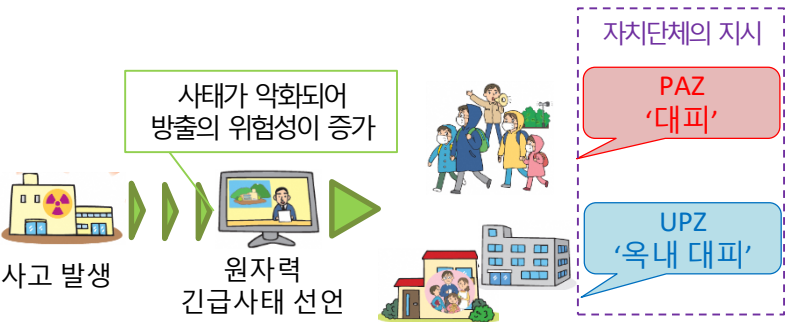 자치단체의 지시
PAZ
‘대피’
사태가 악화되어
방출의 위험성이 증가
UPZ
‘옥내 대피’
사고 발생
원자력
긴급사태 선언